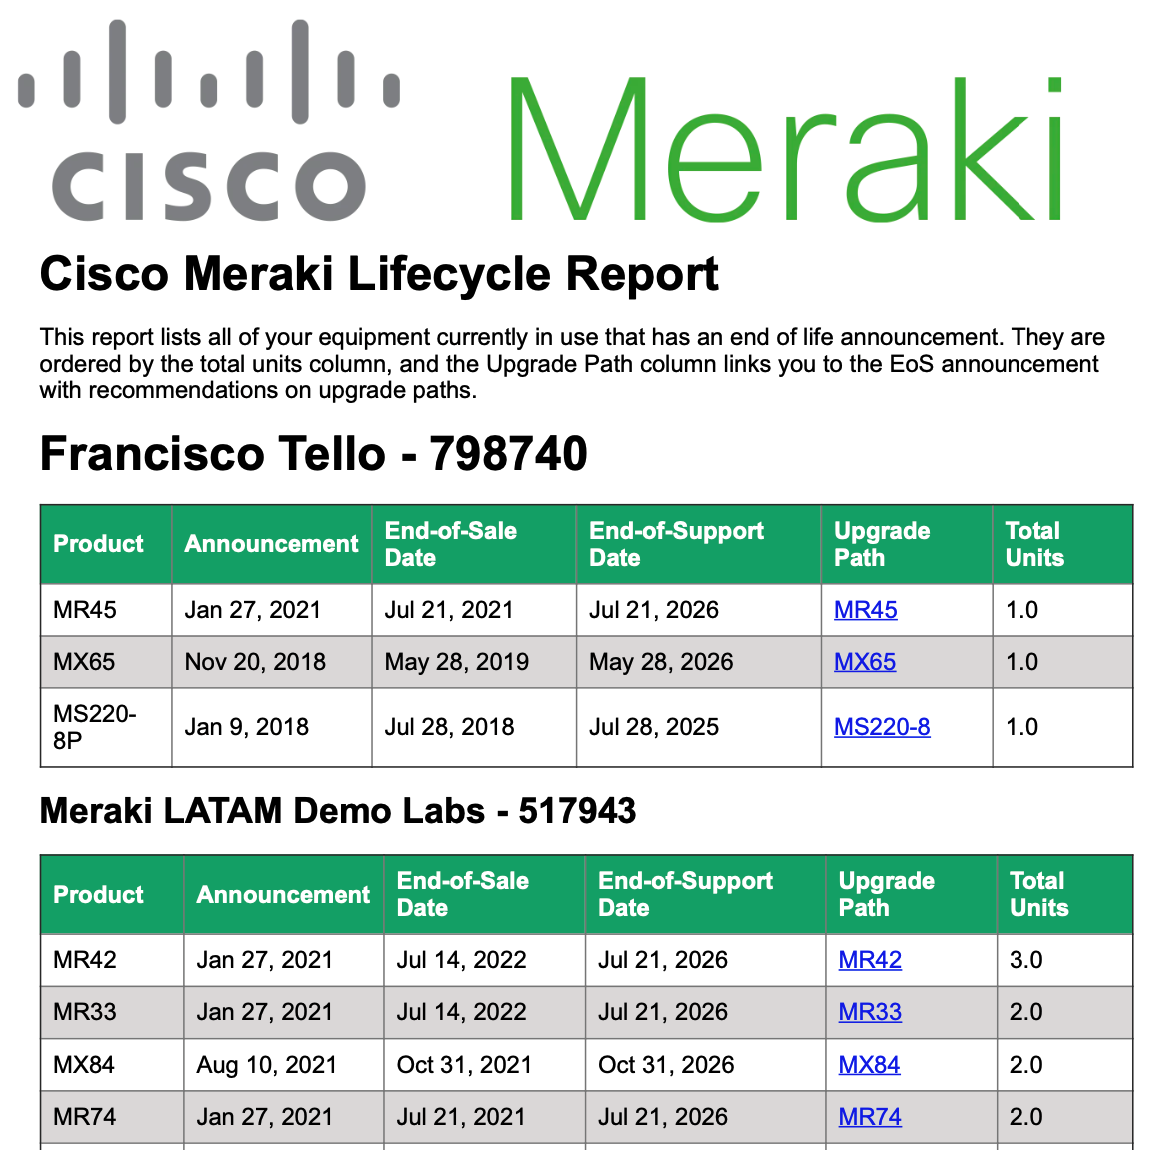 CISCO Meraki
Cisco Meraki Lifecycle Report
This report lists all of your equipment currently in use that has an end of life announcement. They are
ordered by the total units column, and the Upgrade Path column links you to the EoS announcement
with recommendations on upgrade paths.
Francisco Tello - 798740
Product Announcement End-of-Sale Date End-of-Support Date Upgrade Path Total Units
MR45 Jan 27, 2021 Jul 21, 2021 Jul 21, 2026 MR45 1.0
MX65 Nov 20, 2018 May 28, 2019 May 28, 2026 MX65 1.0
MS220-8P Jan 9, 2018 Jul 28, 2018 Jul 28, 2025 MS220-8 1.0
Meraki LATAM Demo Labs - 517943
Product Announcement End-of-Sale Date End-of-Support Date Upgrade Path Total Units
MR42 Jan 27, 2021 Jul 14, 2022 Jul 21, 2026 MR42 3.0
MR33 Jan 27, 2021 Jul 14, 2022 Jul 21, 2026 MR33 2.0
MX84 Aug 10, 2021 Oct 31, 2021 Oct 31, 2026 MX84 2.0
MR74 Jan 27, 2021 Jul 21, 2021 Jul 21, 2026 MR74 2.0